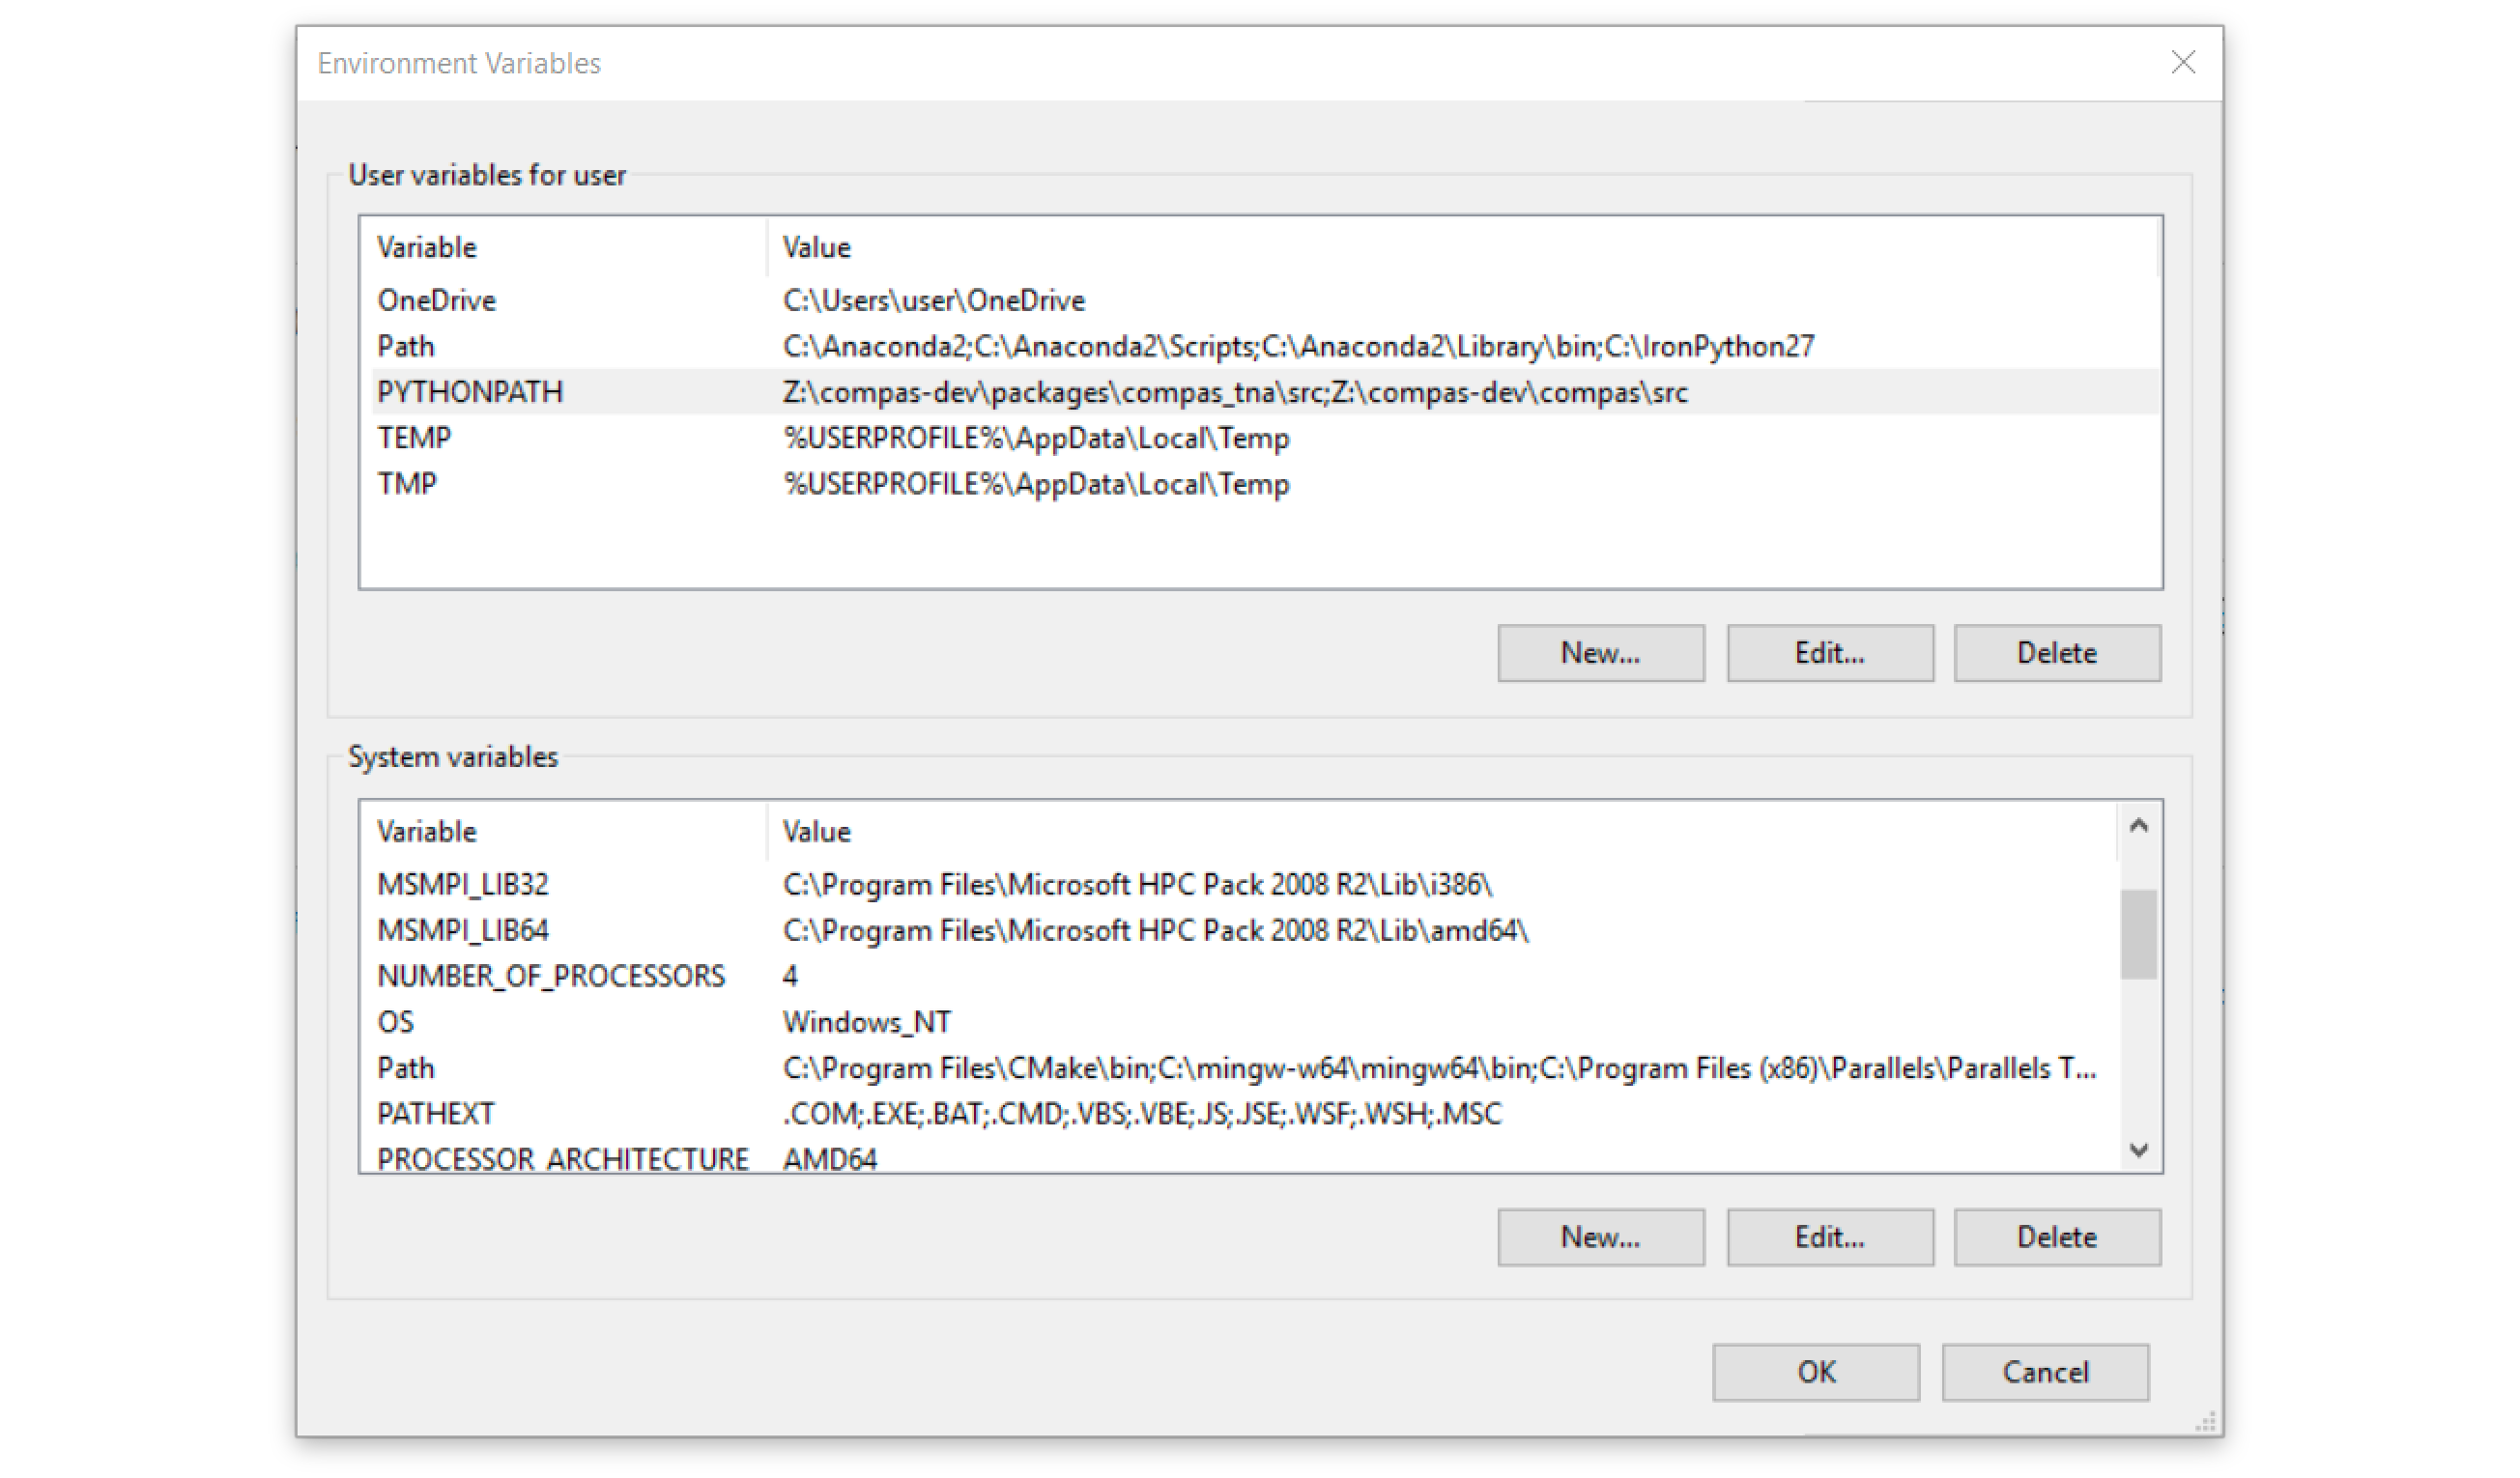 Environment Variables
User variables for user
Variable Value
OneDrive C:\Users\user\OneDrive
Path C:\Anaconda2;C:\Anaconda2\Scripts;C:\Anaconda2\Library\bin;C:\IronPython27
PYTHONPATH Z:\compas-dev\packages\compas_tna\src;Z:\compas-dev\compas\src
TEMP %USERPROFILE%\AppData\Local\Temp
TMP %USERPROFILE%\AppData\Local\Temp
New... Edit... Delete
System variables
Variable Value
MSMPI_LIB32 C:\Program Files\Microsoft HPC Pack 2008 R2\Lib\i386\
MSMPI_LIB64 C:\Program Files\Microsoft HPC Pack 2008 R2\Lib\amd64\
NUMBER_OF_PROCESSORS 4
OS Windows_NT
Path C:\Program Files\CMake\bin;C:\mingw-w64\mingw64\bin;C:\Program Files (x86)\Parallels\Parallels T...
PATHEXT .COM;.EXE;.BAT;.CMD;.VBS;.VBE;.JS;.JSE;.WSF;.WSH;.MSC
PROCESSOR_ARCHITECTURE AMD64
New... Edit... Delete
OK Cancel